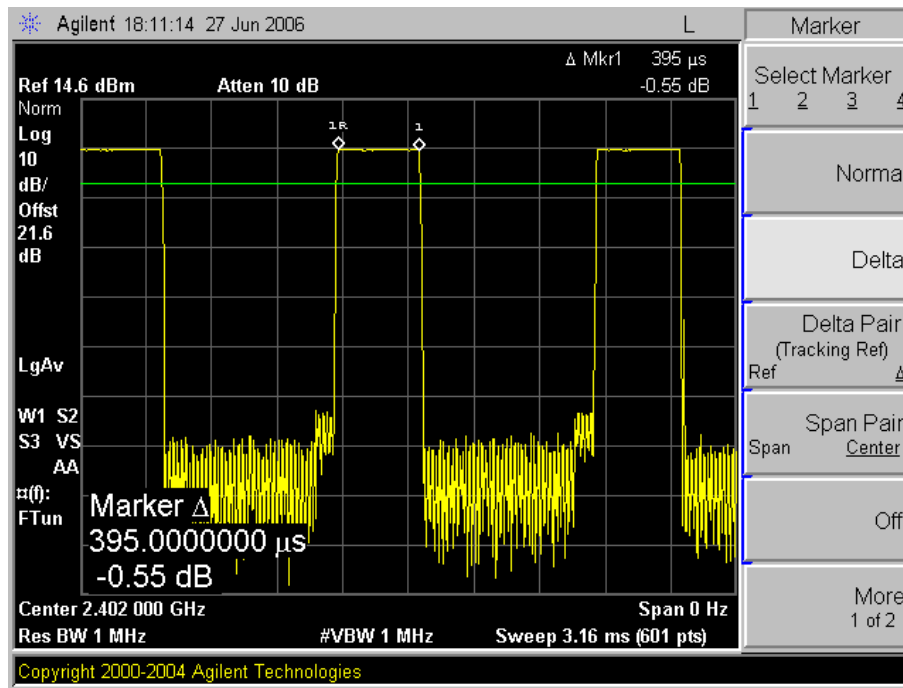 Agilent 18:11:14 27 Jun 2006
L
Marker
Δ Mkr1 395 μs
Ref 14.6 dBm Atten 10 dB -0.55 dB
Norm
Log
10
dB/
Offst
21.6
dB
LgAv
W1 S2
S3 VS
AA
¤(f):
FTun
1R
1
Marker Δ
395.0000000 μs
-0.55 dB
Center 2.402 000 GHz Span 0 Hz
Res BW 1 MHz #VBW 1 MHz Sweep 3.16 ms (601 pts)
Copyright 2000-2004 Agilent Technologies
Select Marker
1 2 3 4
Norma
Delta
Delta Pair
(Tracking Ref)
Ref Δ
Span Pair
Span Center
Off
More
1 of 2